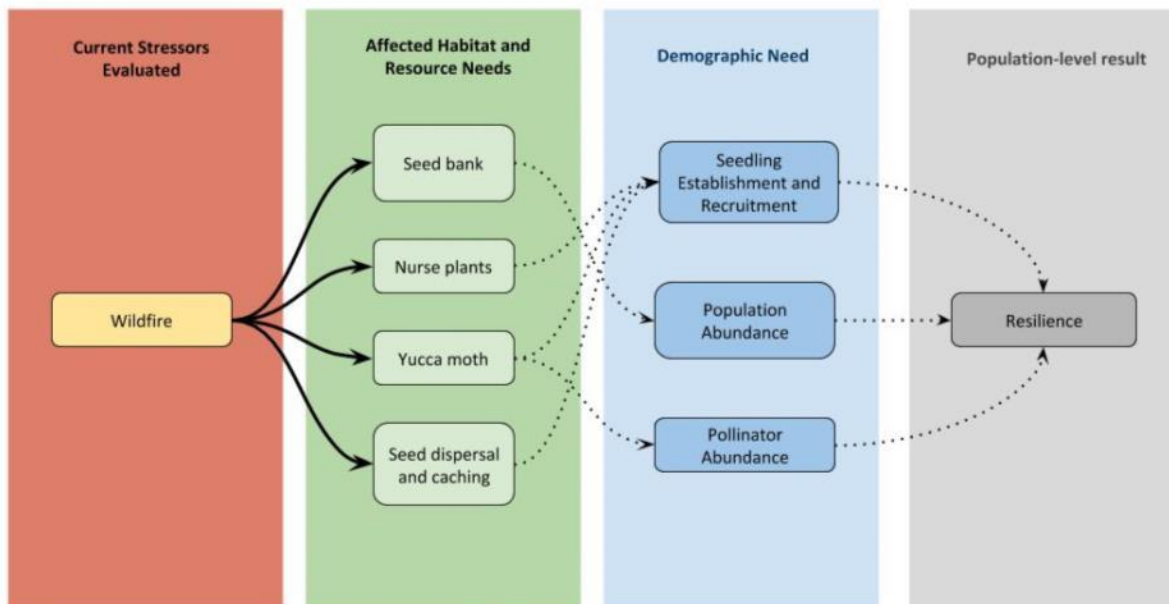 Current Stressors
Evaluated
Affected Habitat and
Resource Needs
Demographic Need
Population-level result
Wildfire
Seed bank
Nurse plants
Yucca moth
Seed dispersal
and caching
Seedling
Establishment and
Recruitment
Population
Abundance
Pollinator
Abundance
Resilience